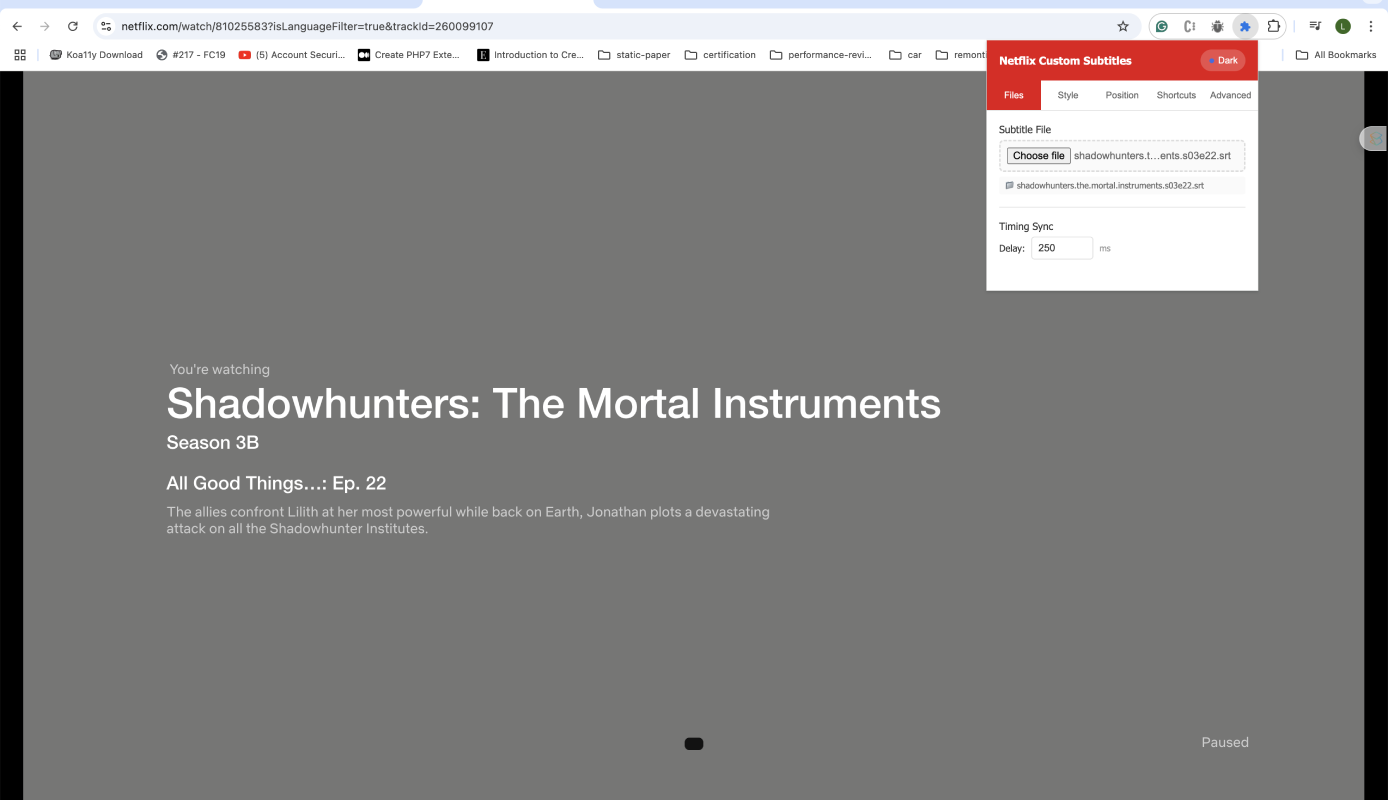 netflix.com/watch/81025583?isLanguageFilter=true&trackId=260099107
L
Koa11y Download
#217 - FC19
(5) Account Securi...
Create PHP7 Exte...
E
Introduction to Cre...
static-paper
certification
performance-revi...
car
remont
All Bookmarks
Netflix Custom Subtitles
Dark
Files
Style
Position
Shortcuts
Advanced
Subtitle File
Choose file shadowhunters.t...ents.s03e22.srt
shadowhunters.the.mortal.instruments.s03e22.srt
Timing Sync
Delay: 250 ms
You're watching
Shadowhunters: The Mortal Instruments
Season 3B
All Good Things...: Ep. 22
The allies confront Lilith at her most powerful while back on Earth, Jonathan plots a devastating
attack on all the Shadowhunter Institutes.
Paused